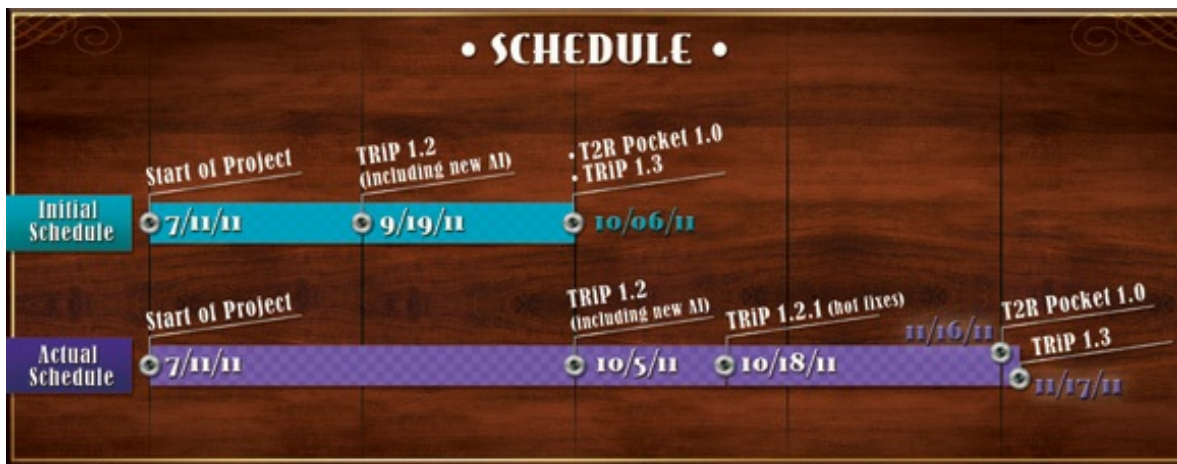 • SCHEDULE •
Start of Project
TRiP 1.2
(including new AI)
• T2R Pocket 1.0
• TRiP 1.3
Initial
Schedule
7/11/11
9/19/11
10/06/11
Start of Project
TRiP 1.2
(including new AI)
TRiP 1.2.1 (hot fixes)
T2R Pocket 1.0
TRiP 1.3
Actual
Schedule
7/11/11
10/5/11
10/18/11
11/16/11
11/17/11